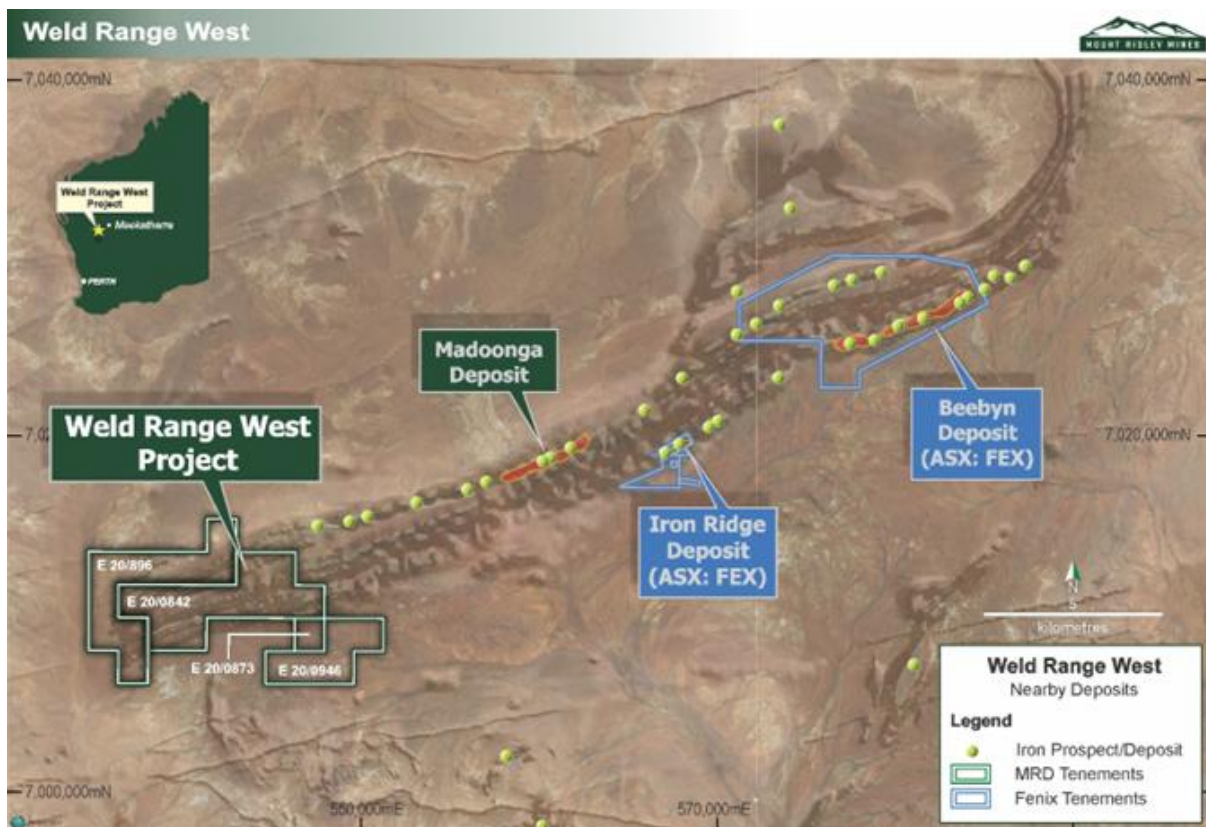 Weld Range West
MOUNT RIDLEY MINES
7,040,000mN
7,040,000mN
Weld Range West
Project
Meekatharra
PERTH
Madoonga
Deposit
Weld Range West
Project
Beebyn
Deposit
(ASX: FEX)
7,020,000mN
Iron Ridge
Deposit
(ASX: FEX)
E 20/896
E 20/0842
E 20/0873
E 20/0946
N
S
kilometres
Weld Range West
Nearby Deposits
Legend
Iron Prospect/Deposit
MRD Tenements
Fenix Tenements
7,000,000mN
570,000mE